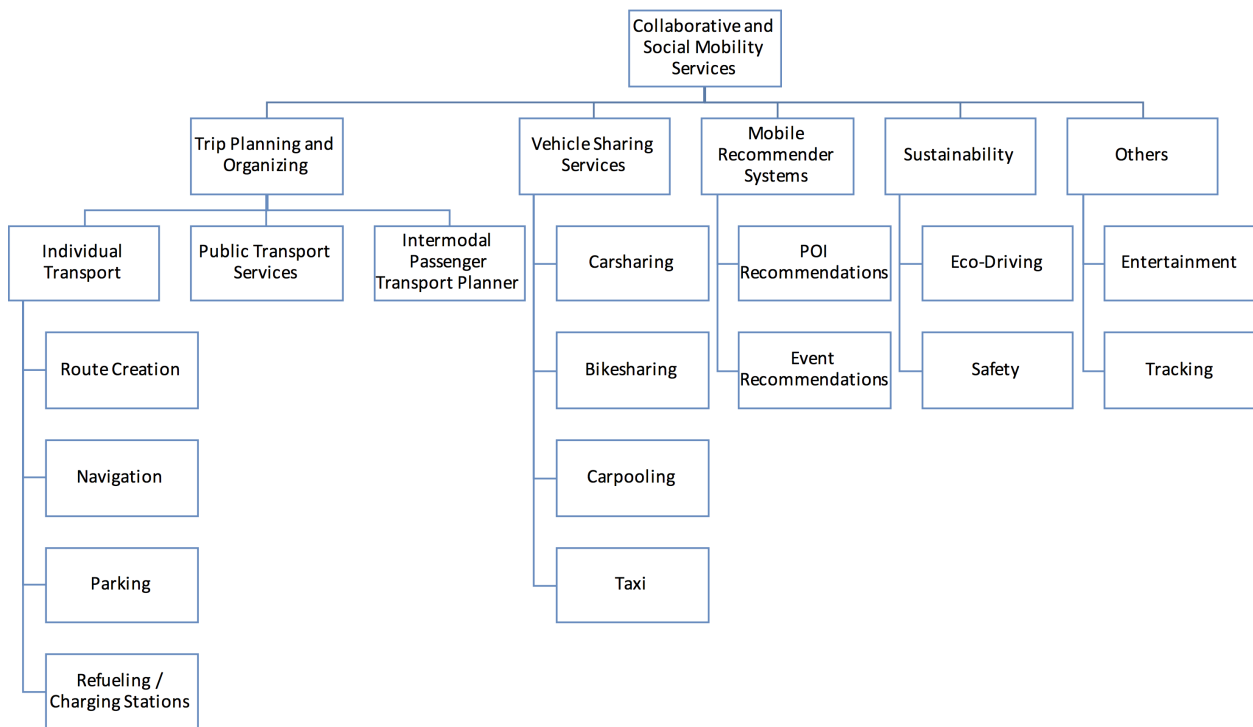 Collaborative and
Social Mobility
Services
Trip Planning and
Organizing
Vehicle Sharing
Services
Mobile
Recommender
Systems
Sustainability
Others
Individual
Transport
Public Transport
Services
Intermodal
Passenger
Transport Planner
Carsharing
POI
Recommendations
Eco-Driving
Entertainment
Route Creation
Bikesharing
Event
Recommendations
Safety
Tracking
Navigation
Carpooling
Parking
Taxi
Refueling /
Charging Stations